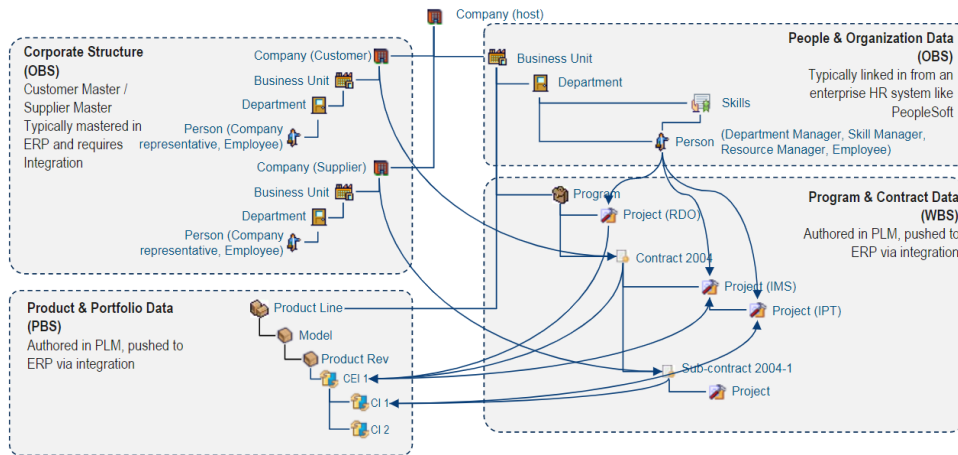 Company (host)
Corporate Structure
(OBS)
Customer Master /
Supplier Master
Typically mastered in
ERP and requires
Integration
Company (Customer)
Business Unit
Department
Person (Company
representative, Employee)
Company (Supplier)
Business Unit
Department
Person (Company
representative, Employee)
People & Organization Data
(OBS)
Typically linked in from an
enterprise HR system like
PeopleSoft
Business Unit
Department
Skills
Person (Department Manager, Skill Manager,
Resource Manager, Employee)
Program & Contract Data
(WBS)
Authored in PLM, pushed to
ERP via integration
Program
Project (RDO)
Contract 2004
Project (IMS)
Project (IPT)
Sub-contract 2004-1
Project
Product & Portfolio Data
(PBS)
Authored in PLM, pushed to
ERP via integration
Product Line
Model
Product Rev
CEI 1
CI 1
CI 2